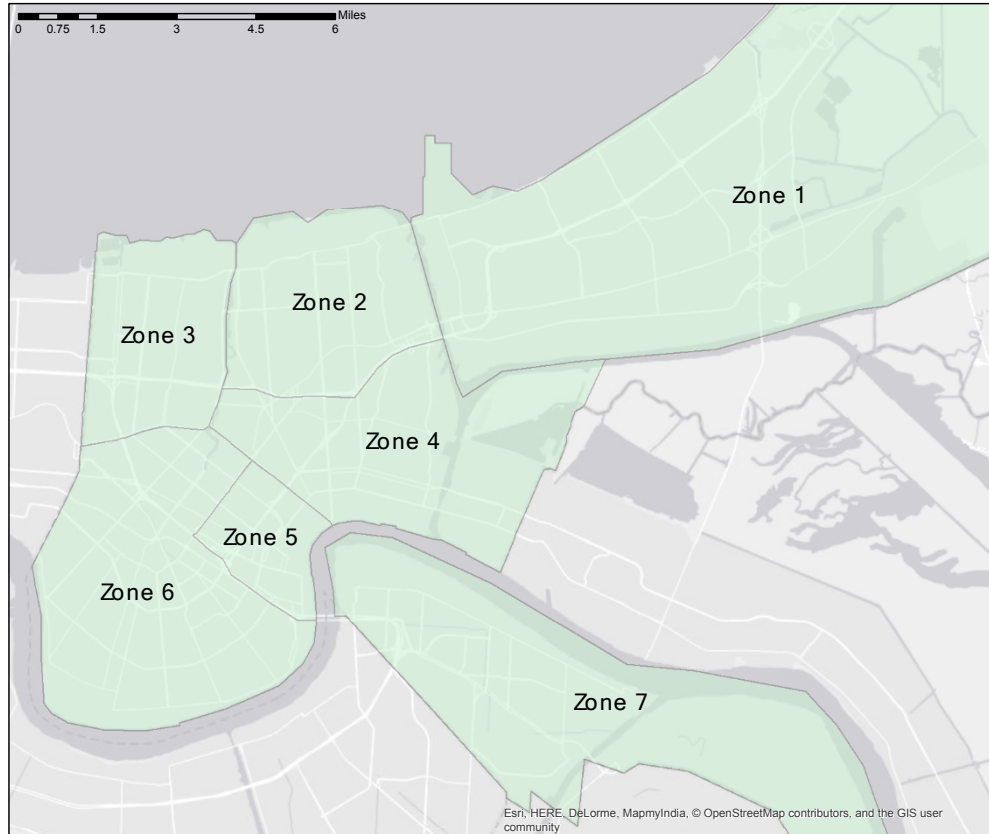 Miles
0 0.75 1.5 3 4.5 6
Zone 1
Zone 2
Zone 3
Zone 4
Zone 5
Zone 6
Zone 7
Esri, HERE, DeLorme, MapmyIndia, © OpenStreetMap contributors, and the GIS user
community